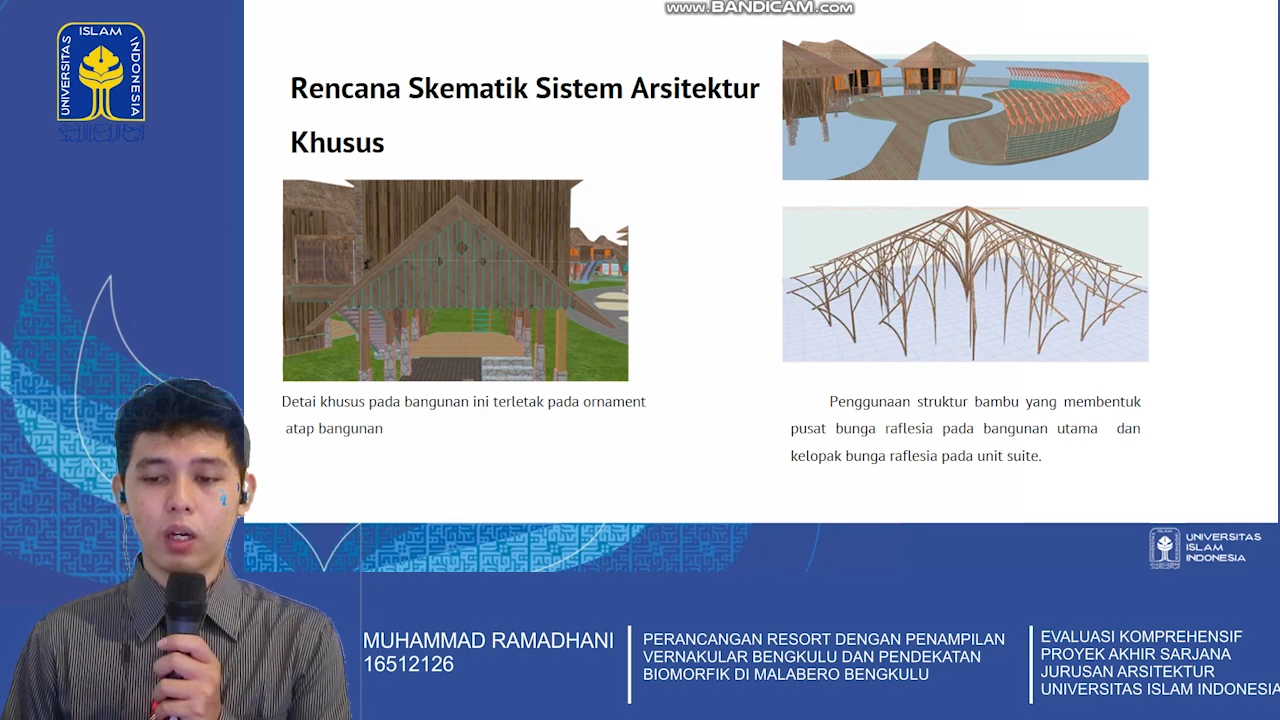 www.BANDICAM.COM
UNIVERSITAS
ISLAM
INDONESIA
Rencana Skematik Sistem Arsitektur
Khusus
Detai khusus pada bangunan ini terletak pada ornament
atap bangunan
Penggunaan struktur bambu yang membentuk
pusat bunga raflesia pada bangunan utama dan
kelopak bunga raflesia pada unit suite.
UNIVERSITAS
ISLAM
INDONESIA
MUHAMMAD RAMADHANI
16512126
PERANCANGAN RESORT DENGAN PENAMPILAN
VERNAKULAR BENGKULU DAN PENDEKATAN
BIOMORFIK DI MALABERO BENGKULU
EVALUASI KOMPREHENSIF
PROYEK AKHIR SARJANA
JURUSAN ARSITEKTUR
UNIVERSITAS ISLAM INDONESIA